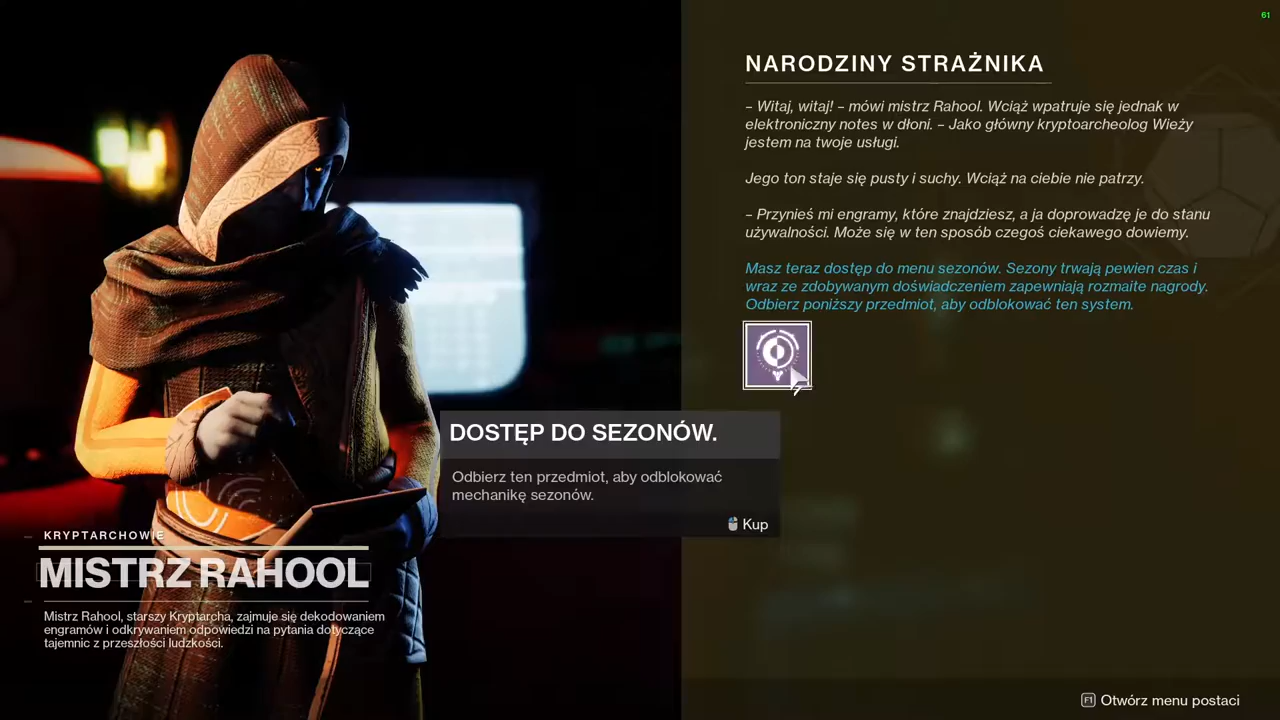 61
NARODZINY STRAŻNIKA
– Witaj, witaj! – mówi mistrz Rahool. Wciąż wpatruje się jednak w
elektroniczny notes w dłoni. – Jako główny kryptoarcheolog Wieży
jestem na twoje usługi.
Jego ton staje się pusty i suchy. Wciąż na ciebie nie patrzy.
– Przynieś mi engramy, które znajdziesz, a ja doprowadzę je do stanu
używalności. Może się w ten sposób czegoś ciekawego dowiemy.
Masz teraz dostęp do menu sezonów. Sezony trwają pewien czas i
wraz ze zdobywanym doświadczeniem zapewniają rozmaite nagrody.
Odbierz poniższy przedmiot, aby odblokować ten system.
DOSTĘP DO SEZONÓW.
Odbierz ten przedmiot, aby odblokować
mechanikę sezonów.
Kup
KRYPTARCHOWIE
MISTRZ RAHOOL
Mistrz Rahool, starszy Kryptarcha, zajmuje się dekodowaniem
engramów i odkrywaniem odpowiedzi na pytania dotyczące
tajemnic z przeszłości ludzkości.
F1 Otwórz menu postaci